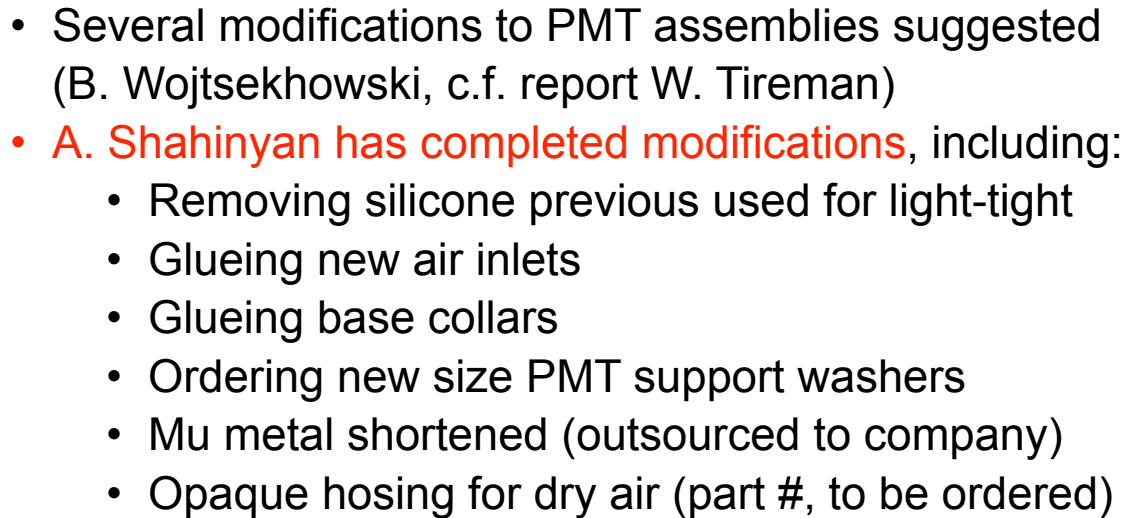 • Several modifications to PMT assemblies suggested
(B. Wojtsekhowski, c.f. report W. Tireman)
• A. Shahinyan has completed modifications, including:
• Removing silicone previous used for light-tight
• Glueing new air inlets
• Glueing base collars
• Ordering new size PMT support washers
• Mu metal shortened (outsourced to company)
• Opaque hosing for dry air (part #, to be ordered)